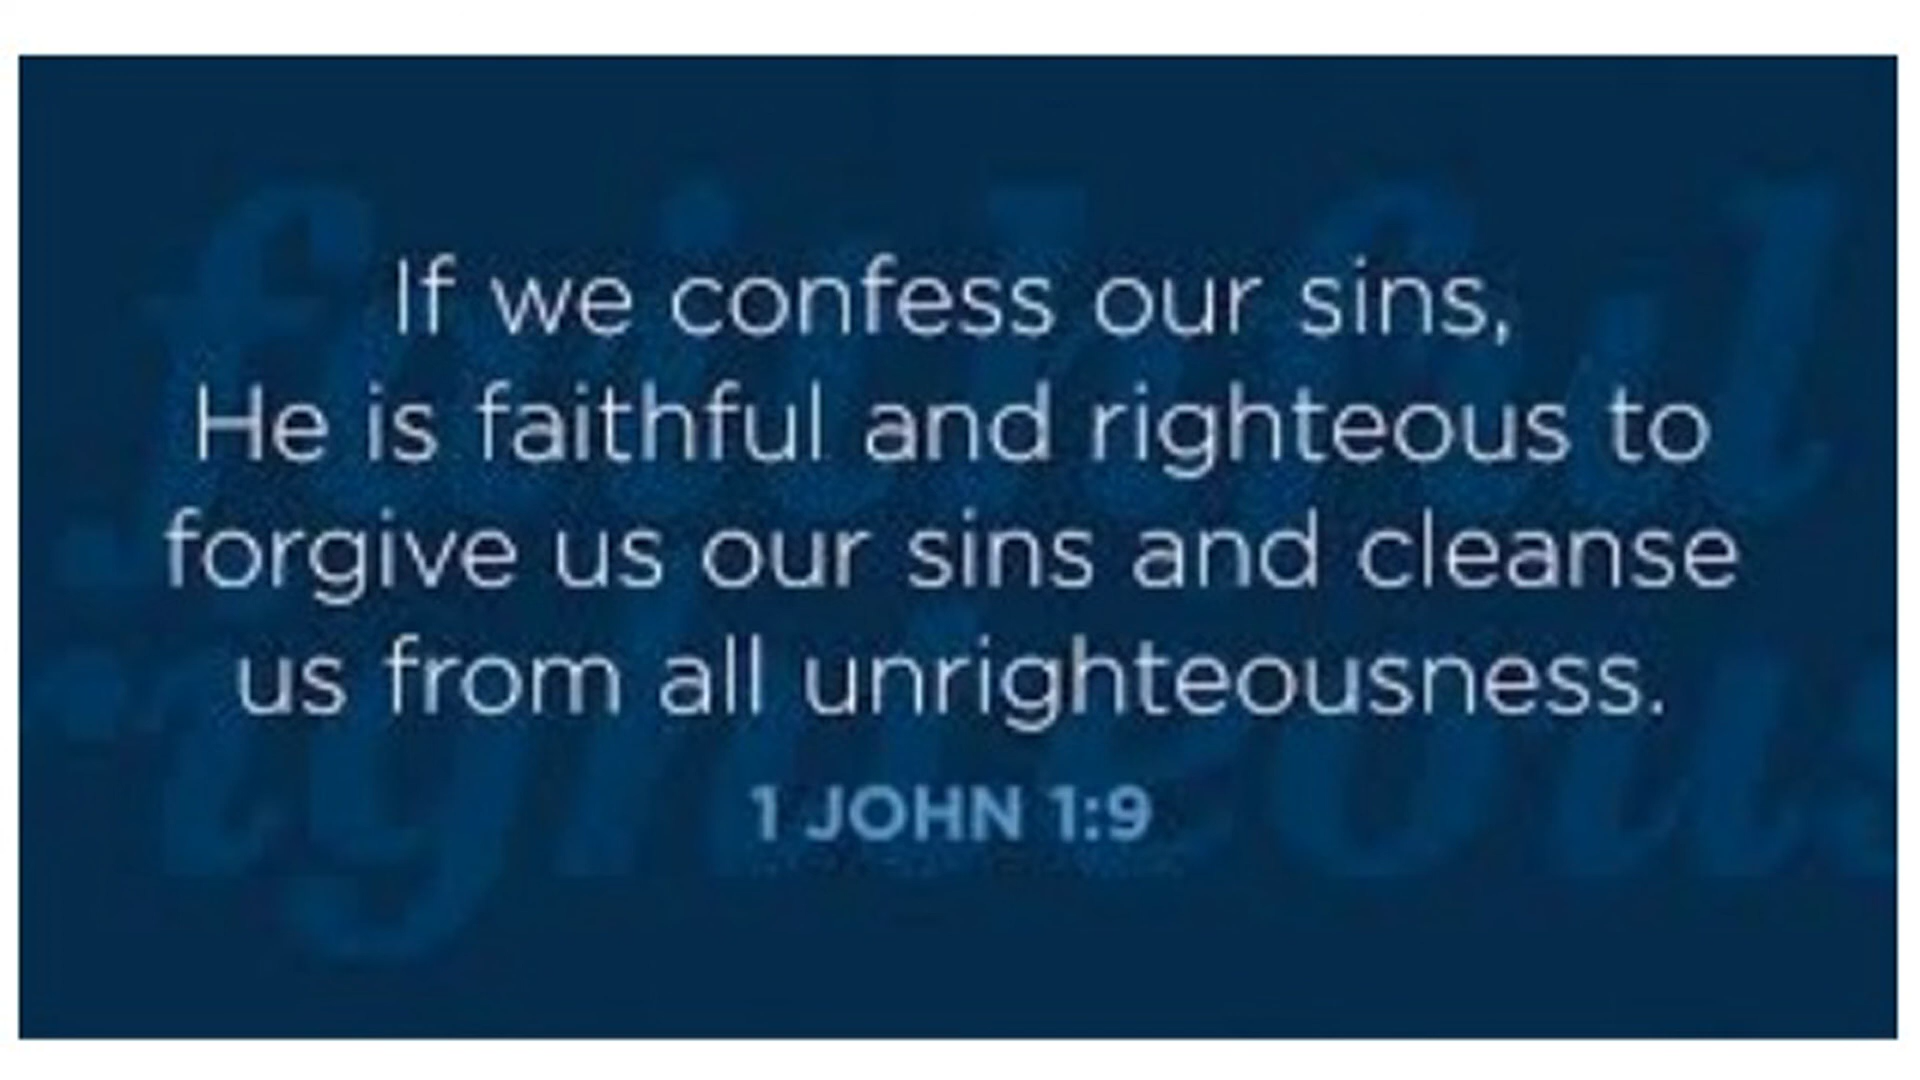 If we confess our sins,
He is faithful and righteous to
forgive us our sins and cleanse
us from all unrighteousness.
1 JOHN 1:9